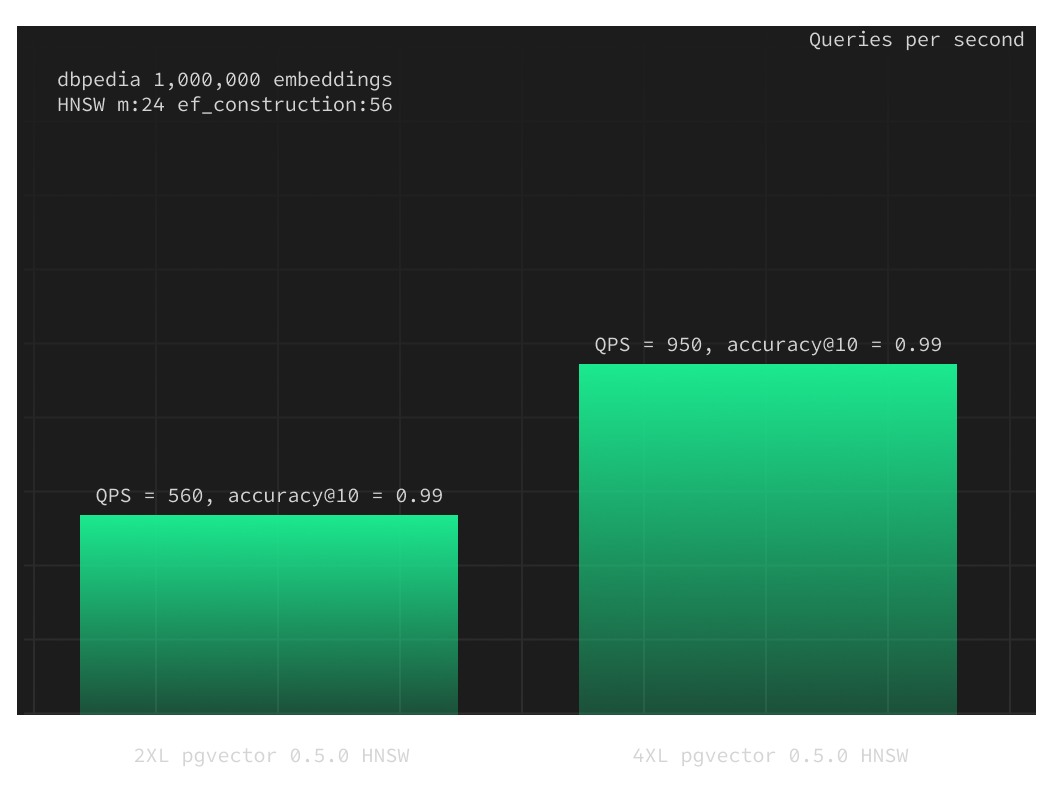 Queries per second
dbpedia 1,000,000 embeddings
HNSW m:24 ef_construction:56
QPS = 950, accuracy@10 = 0.99
QPS = 560, accuracy@10 = 0.99
2XL pgvector 0.5.0 HNSW
4XL pgvector 0.5.0 HNSW